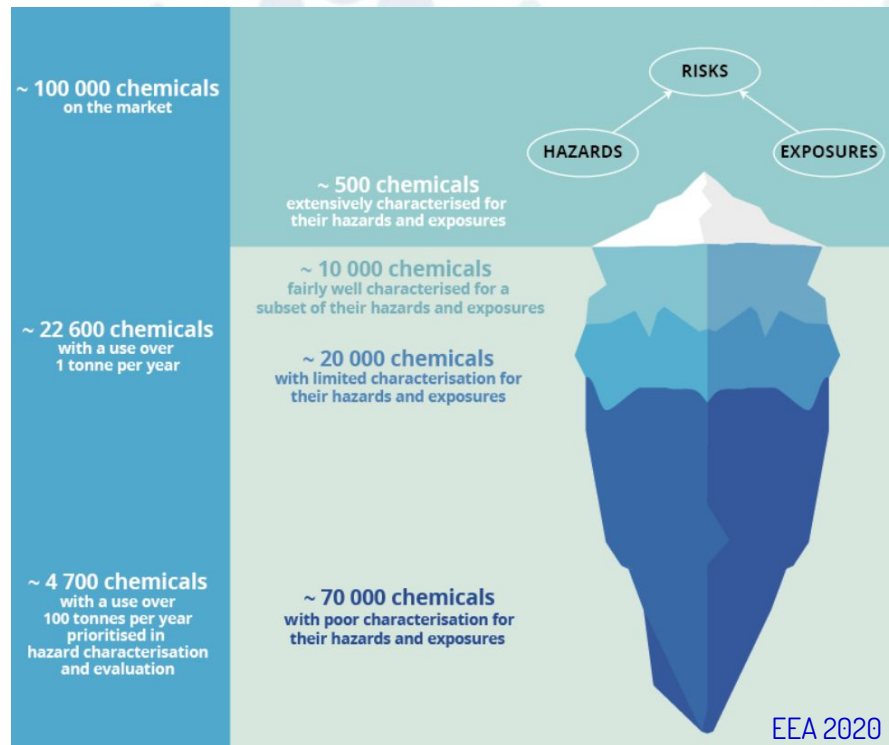 ~ 100 000 chemicals
on the market
~ 22 600 chemicals
with a use over
1 tonne per year
~ 4 700 chemicals
with a use over
100 tonnes per year
prioritised in
hazard characterisation
and evaluation
RISKS
HAZARDS
EXPOSURES
~ 500 chemicals
extensively characterised for
their hazards and exposures
~ 10 000 chemicals
fairly well characterised for a
subset of their hazards and exposures
~ 20 000 chemicals
with limited characterisation for
their hazards and exposures
~ 70 000 chemicals
with poor characterisation for
their hazards and exposures
EEA 2020